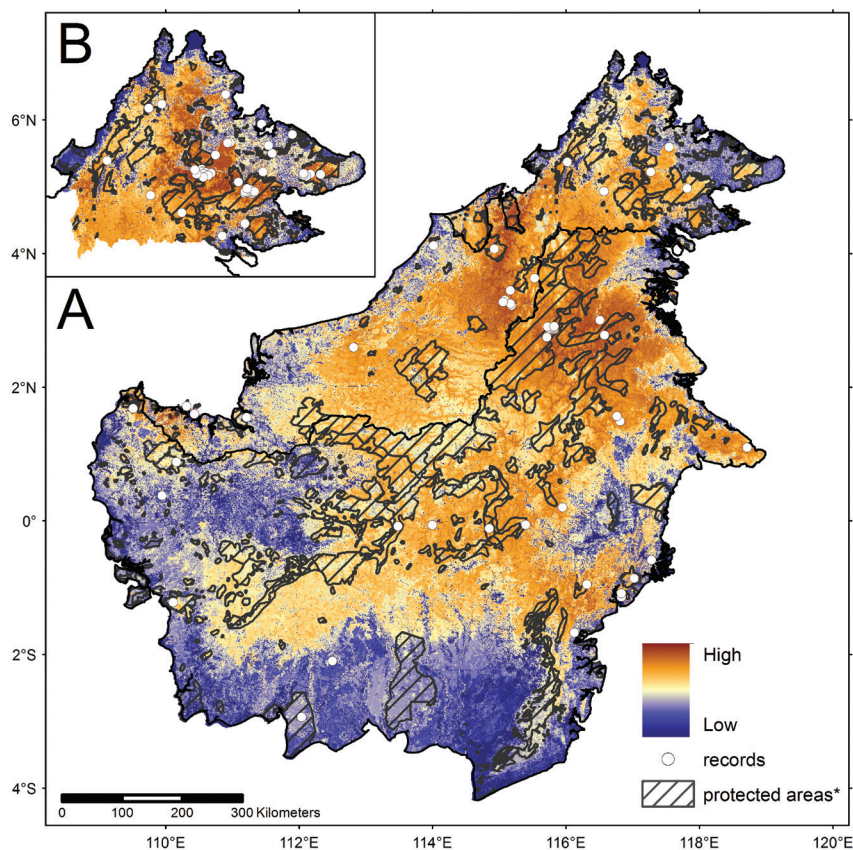 B
A
6°N
4°N
2°N
0°
2°S
4°S
High
Low
records
protected areas*
0 100 200 300 Kilometers
110°E 112°E 114°E 116°E 118°E 120°E